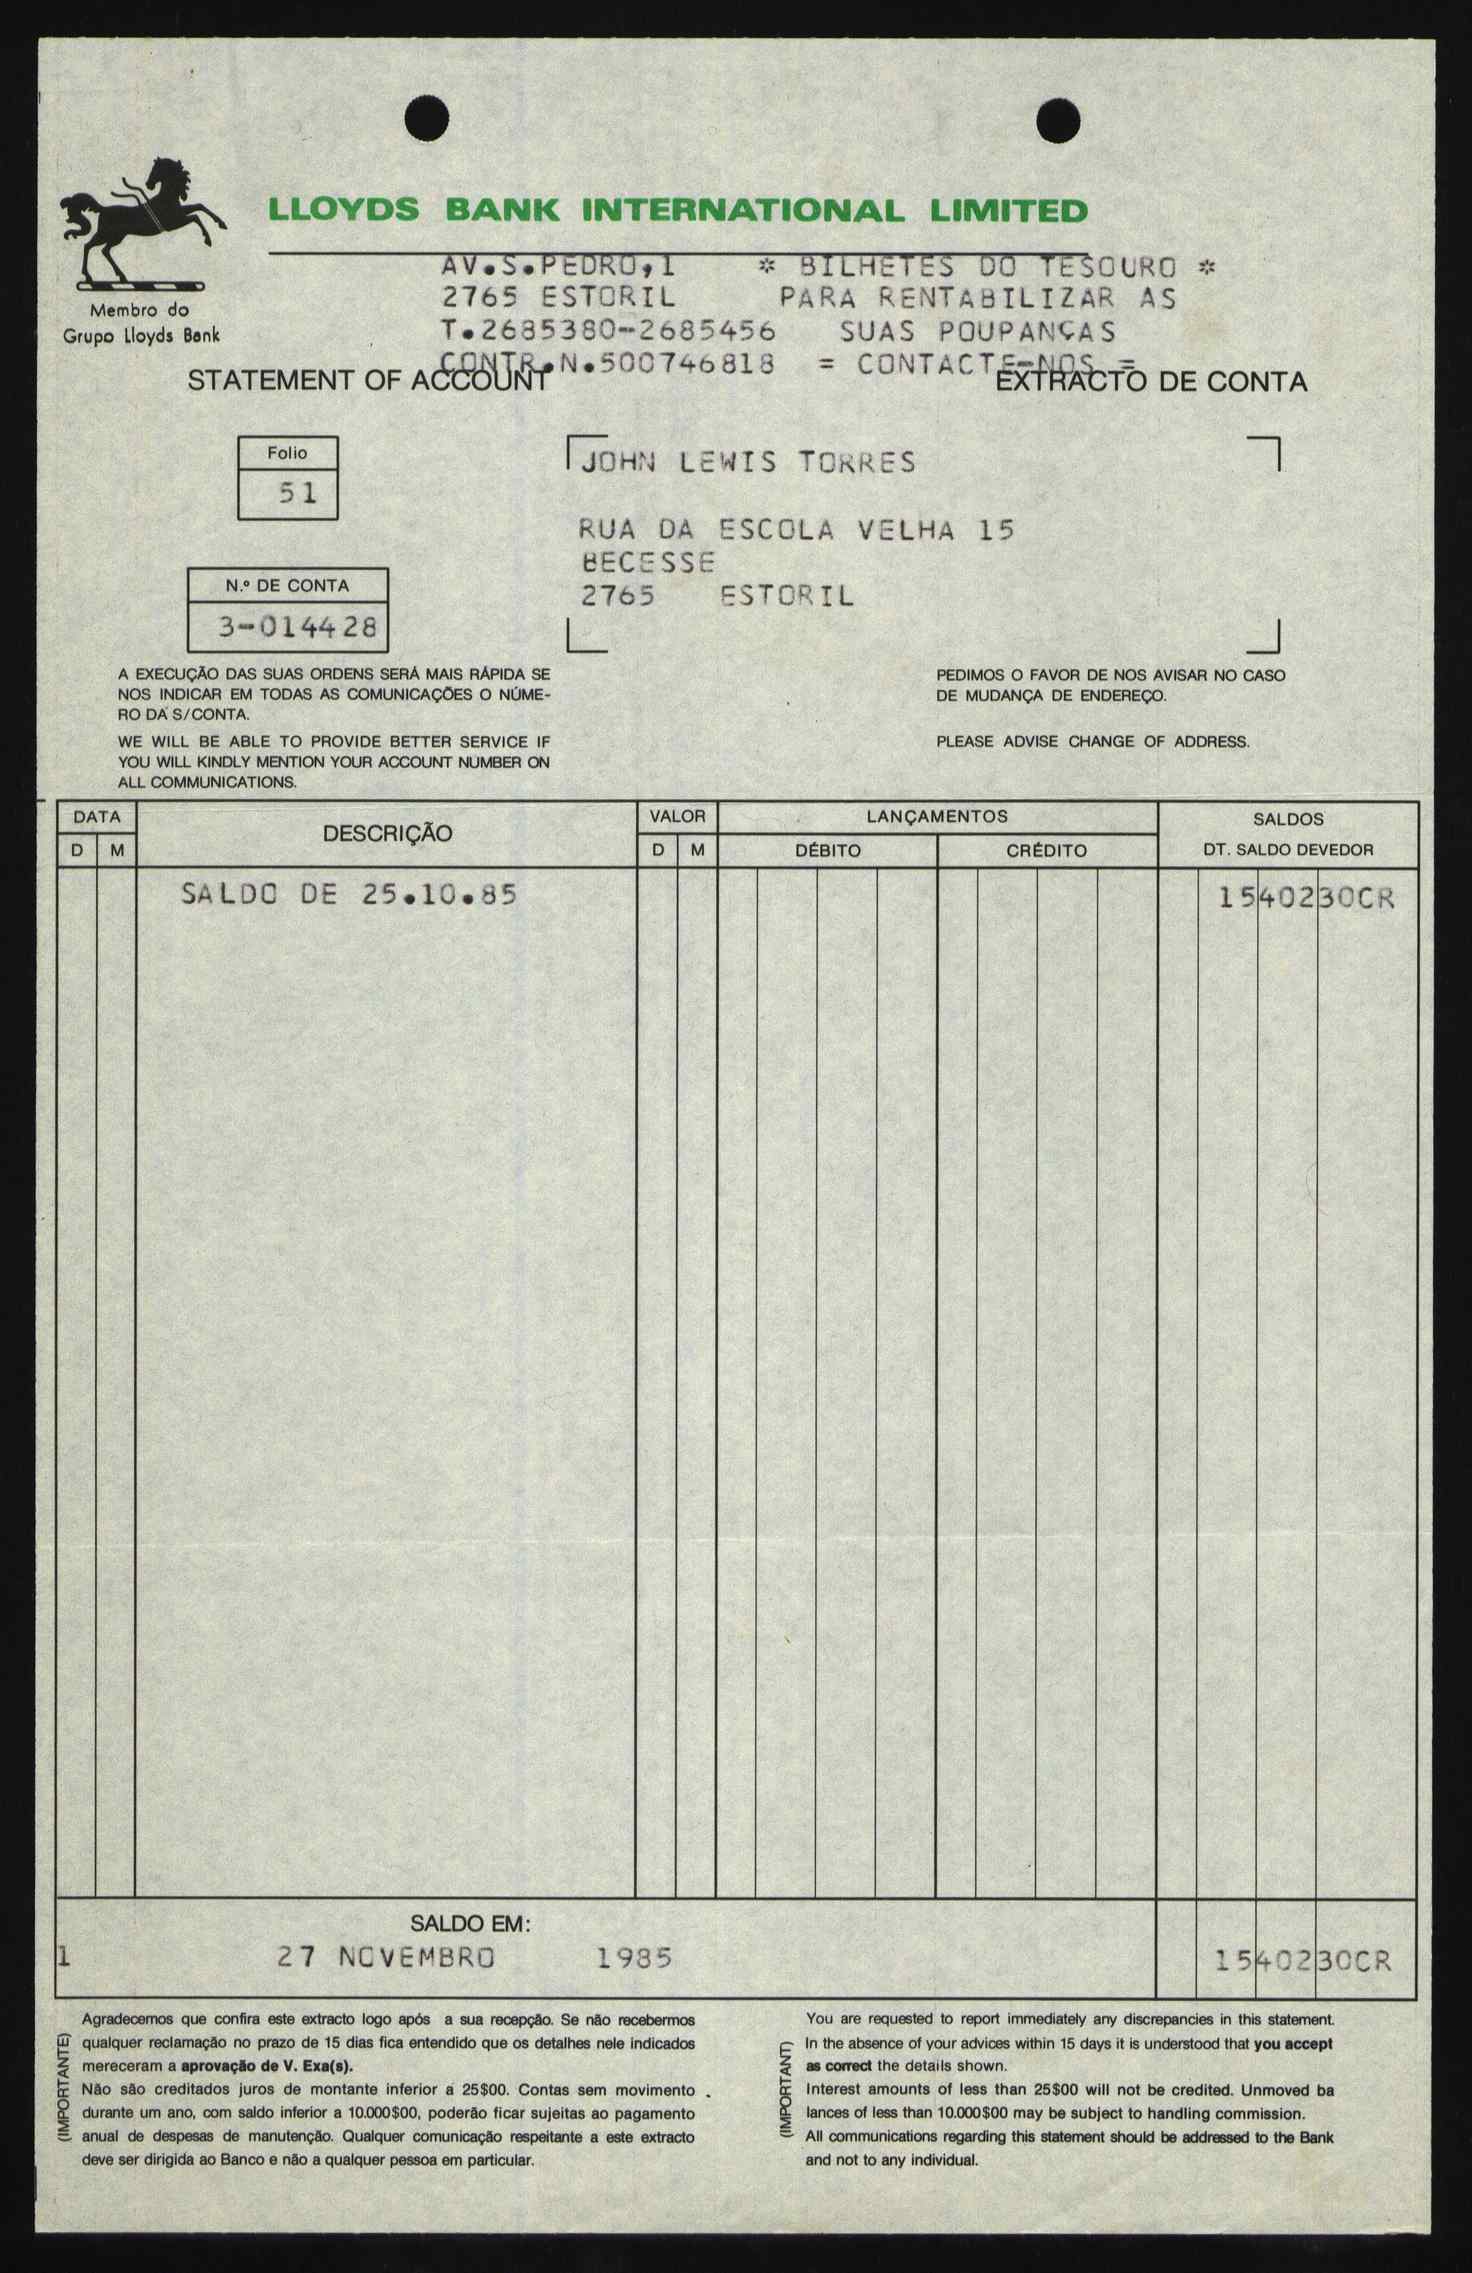 LLOYDS BANK INTERNATIONAL LIMITED
Membro do
Grupo Lloyds Bank
AV.S.PEDRO,1 * BILHETES DO TESOURO *
2765 ESTORIL PARA RENTABILIZAR AS
T.2685380-2685456 SUAS POUPANÇAS
CONTR.N.500746818 = CONTACTE-NOS =
STATEMENT OF ACCOUNT EXTRACTO DE CONTA
Folio
51
JOHN LEWIS TORRES
RUA DA ESCOLA VELHA 15
BECESSE
2765 ESTORIL
N.º DE CONTA
3-014428
A EXECUÇÃO DAS SUAS ORDENS SERÁ MAIS RÁPIDA SE
NOS INDICAR EM TODAS AS COMUNICAÇÕES O NÚME-
RO DA S/CONTA.
WE WILL BE ABLE TO PROVIDE BETTER SERVICE IF
YOU WILL KINDLY MENTION YOUR ACCOUNT NUMBER ON
ALL COMMUNICATIONS.
PEDIMOS O FAVOR DE NOS AVISAR NO CASO
DE MUDANÇA DE ENDEREÇO.
PLEASE ADVISE CHANGE OF ADDRESS.
DATA DESCRIÇÃO VALOR LANÇAMENTOS SALDOS
D M D M DÉBITO CRÉDITO DT. SALDO DEVEDOR
SALDO DE 25.10.85 1540230CR
SALDO EM:
1 27 NOVEMBRO 1985 1540230CR
(IMPORTANTE)
Agradecemos que confira este extracto logo após a sua recepção. Se não recebermos
qualquer reclamação no prazo de 15 dias fica entendido que os detalhes nele indicados
mereceram a aprovação de V. Exa(s).
Não são creditados juros de montante inferior a 25$00. Contas sem movimento
durante um ano, com saldo inferior a 10.000$00, poderão ficar sujeitas ao pagamento
anual de despesas de manutenção. Qualquer comunicação respeitante a este extracto
deve ser dirigida ao Banco e não a qualquer pessoa em particular.
(IMPORTANT)
You are requested to report immediately any discrepancies in this statement.
In the absence of your advices within 15 days it is understood that you accept
as correct the details shown.
Interest amounts of less than 25$00 will not be credited. Unmoved ba
lances of less than 10.000$00 may be subject to handling commission.
All communications regarding this statement should be addressed to the Bank
and not to any individual.